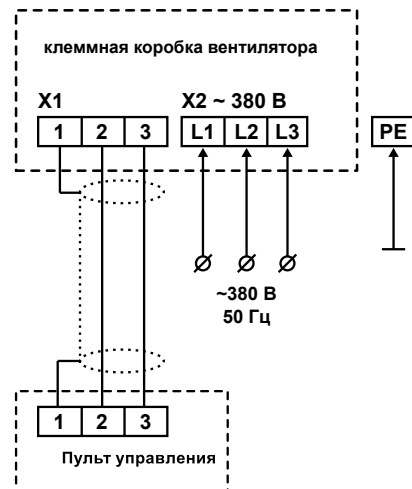 клеммная коробка вентилятора
X1 X2 ~ 380 В
1 2 3 L1 L2 L3 PE
~380 В
50 Гц
1 2 3
Пульт управления